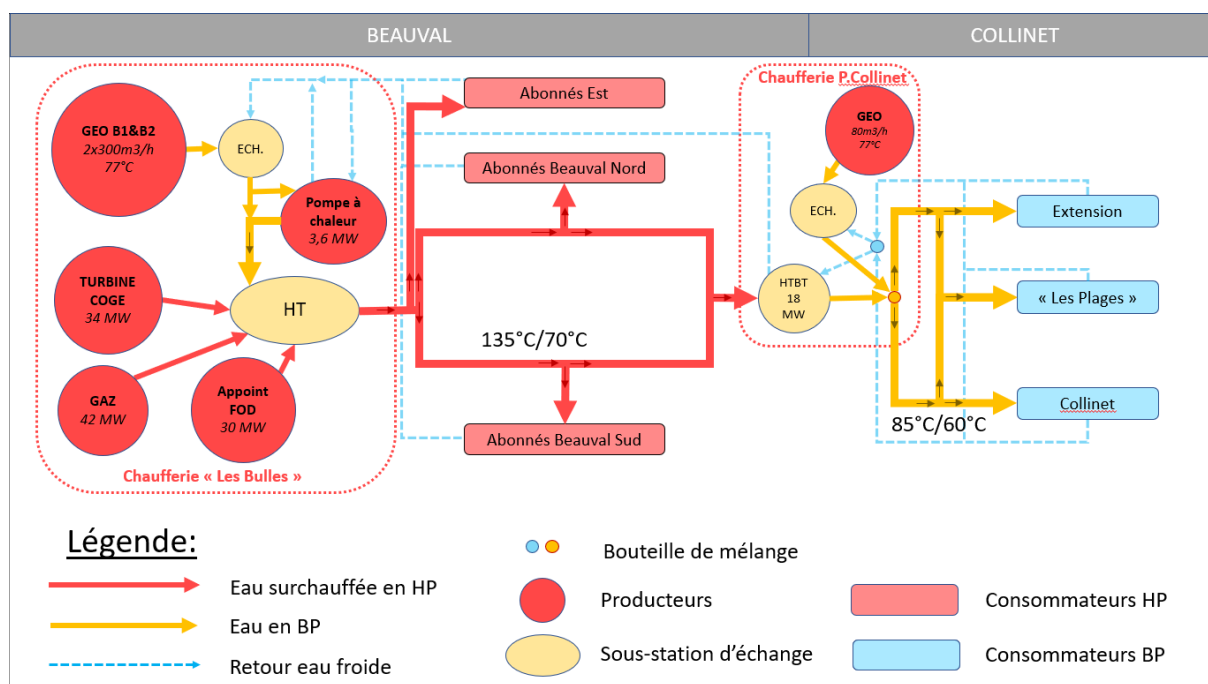 BEAUVAL
COLLINET
Chaufferie P.Collinet
Abonnés Est
GEO B1&B2
2x300m3/h
77°C
ECH.
GEO
80m3/h
77°C
Abonnés Beauval Nord
Pompe à
chaleur
3,6 MW
ECH.
Extension
TURBINE
COGE
34 MW
HT
HTBT
18
MW
« Les Plages »
135°C/70°C
GAZ
42 MW
Appoint
FOD
30 MW
Collinet
85°C/60°C
Abonnés Beauval Sud
Chaufferie « Les Bulles »
Légende:
Eau surchauffée en HP
Eau en BP
Retour eau froide
Bouteille de mélange
Producteurs
Sous-station d'échange
Consommateurs HP
Consommateurs BP